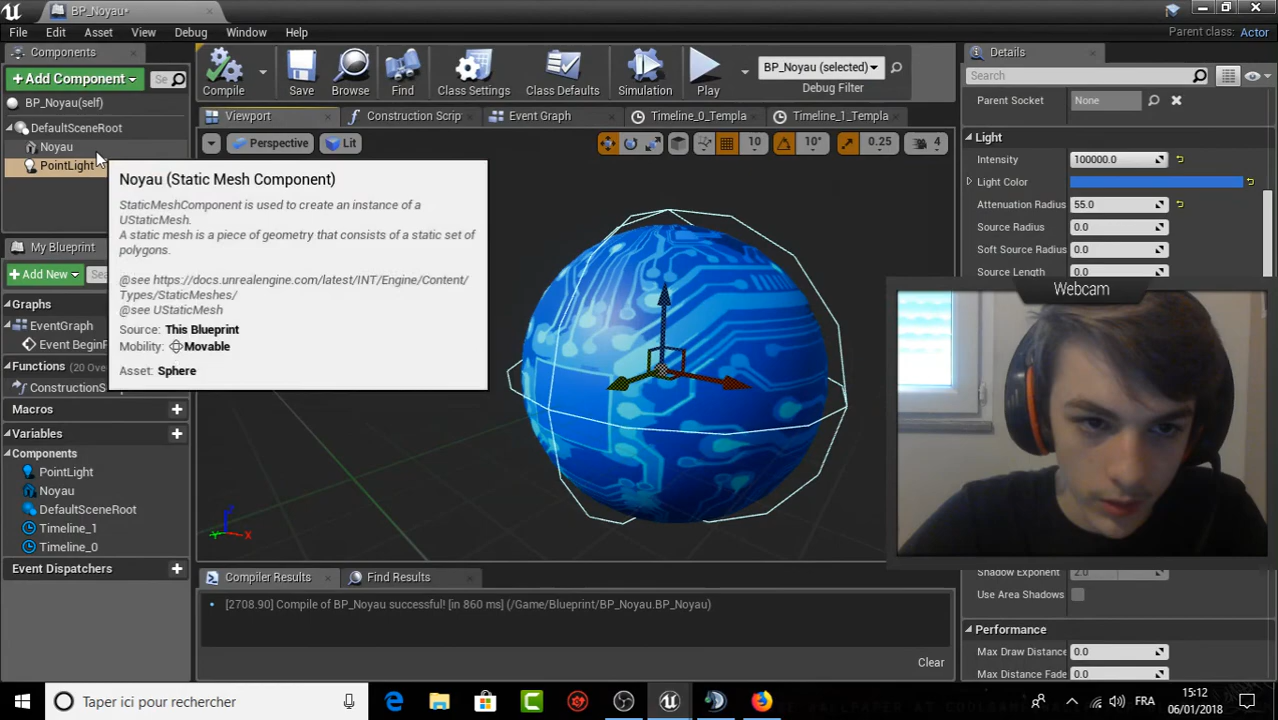 BP_Noyau*
File Edit Asset View Debug Window Help
Parent class: Actor
Components
+Add Component
Se
BP_Noyau(self)
DefaultSceneRoot
Noyau
PointLight
Compile
Save
Browse
Find
Class Settings
Class Defaults
Simulation
Play
BP_Noyau (selected)
Debug Filter
Viewport
Construction Scrip
Event Graph
Timeline_0_Templa
Timeline_1_Templa
Perspective
Lit
10
10°
0.25
4
Noyau (Static Mesh Component)
StaticMeshComponent is used to create an instance of a
UStaticMesh.
A static mesh is a piece of geometry that consists of a static set of
polygons.
@see https://docs.unrealengine.com/latest/INT/Engine/Content/
Types/StaticMeshes/
@see UStaticMesh
Source: This Blueprint
Mobility: Movable
Asset: Sphere
My Blueprint
+Add New
Sea
Graphs
EventGraph
Event BeginP
Functions (20 Ove
ConstructionS
Macros
Variables
Components
PointLight
Noyau
DefaultSceneRoot
Timeline_1
Timeline_0
Event Dispatchers
Z
X
Compiler Results
Find Results
[2708.90] Compile of BP_Noyau successful! [in 860 ms] (/Game/Blueprint/BP_Noyau.BP_Noyau)
Clear
Details
Search
Parent Socket None
Light
Intensity 100000.0
Light Color
Attenuation Radius 55.0
Source Radius 0.0
Soft Source Radius 0.0
Source Length 0.0
Webcam
Shadow Exponent 2.0
Use Area Shadows
Performance
Max Draw Distance 0.0
Max Distance Fade 0.0
Taper ici pour rechercher
FRA
15:12
06/01/2018